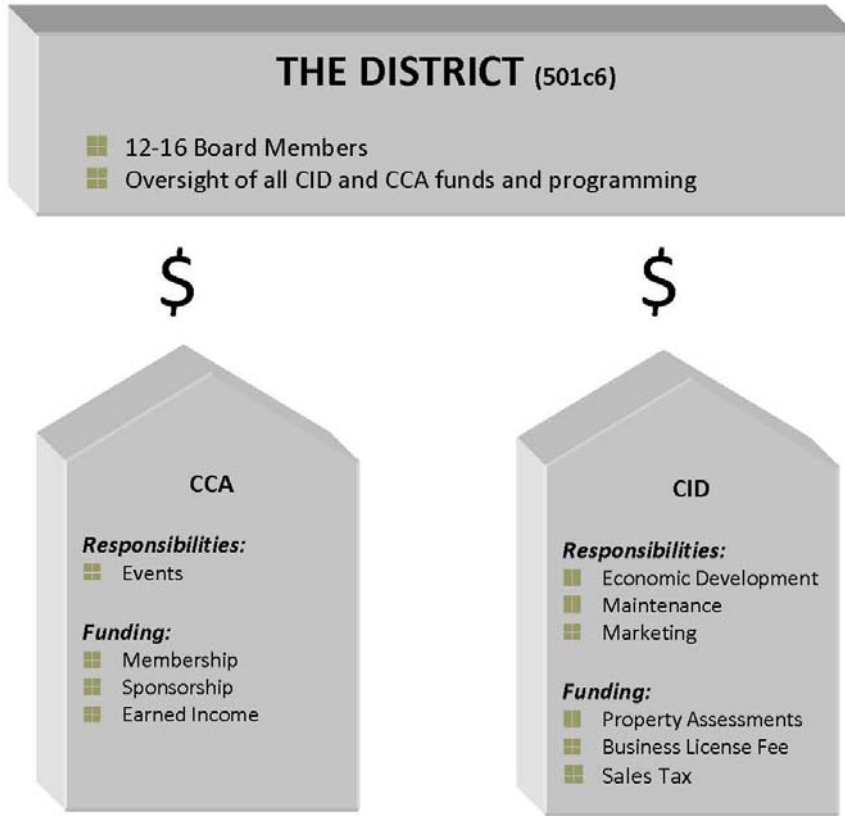 THE DISTRICT (501c6)
12-16 Board Members
Oversight of all CID and CCA funds and programming
$
$
CCA
Responsibilities:
Events
Funding:
Membership
Sponsorship
Earned Income
CID
Responsibilities:
Economic Development
Maintenance
Marketing
Funding:
Property Assessments
Business License Fee
Sales Tax